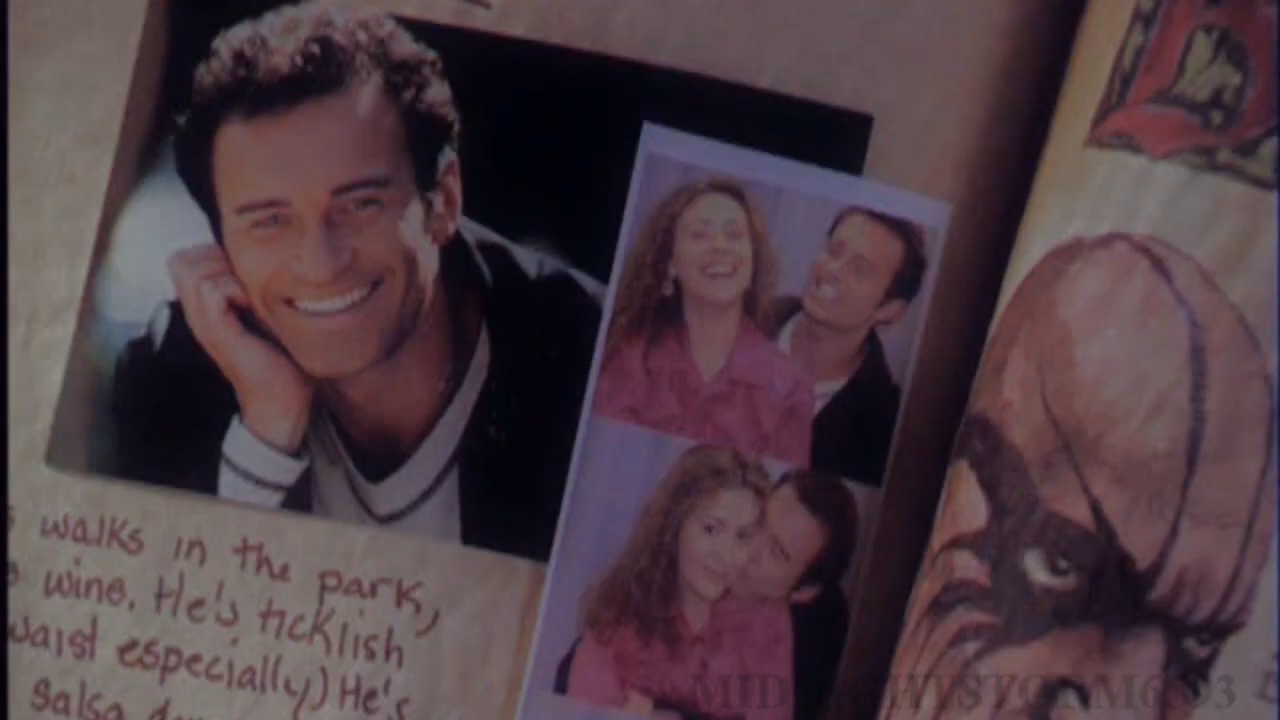 walks in the park,
wine. He's ticklish
waist especially) He's
salsa